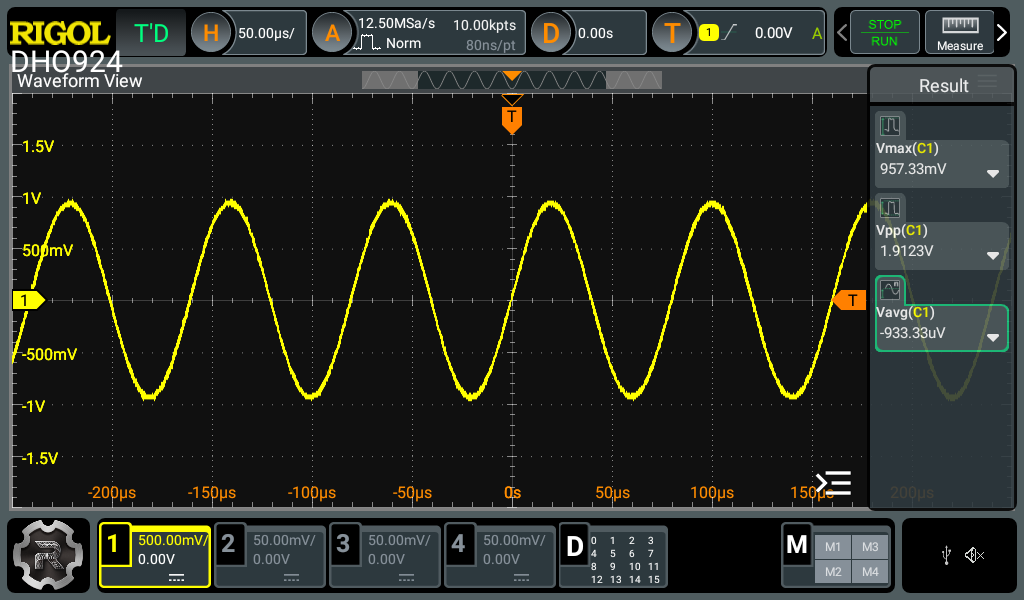 RIGOL T'D H 50.00µs/ A 12.50MSa/s 10.00kpts D 0.00s T 1 0.00V A STOP
Norm 80ns/pt RUN Measure
DHO924
Waveform View
Result
T
1.5V
Vmax(C1)
957.33mV
1V
Vpp(C1)
1.9123V
500mV
1
T
Vavg(C1)
-933.33uV
-500mV
-1V
-1.5V
-200µs -150µs -100µs -50µs 0s 50µs 100µs 150µs 200µs
R
1 500.00mV/ 0.00V
2 50.00mV/ 0.00V
3 50.00mV/ 0.00V
4 50.00mV/ 0.00V
D 0 1 2 3
4 5 6 7
8 9 10 11
12 13 14 15
M M1 M3
M2 M4